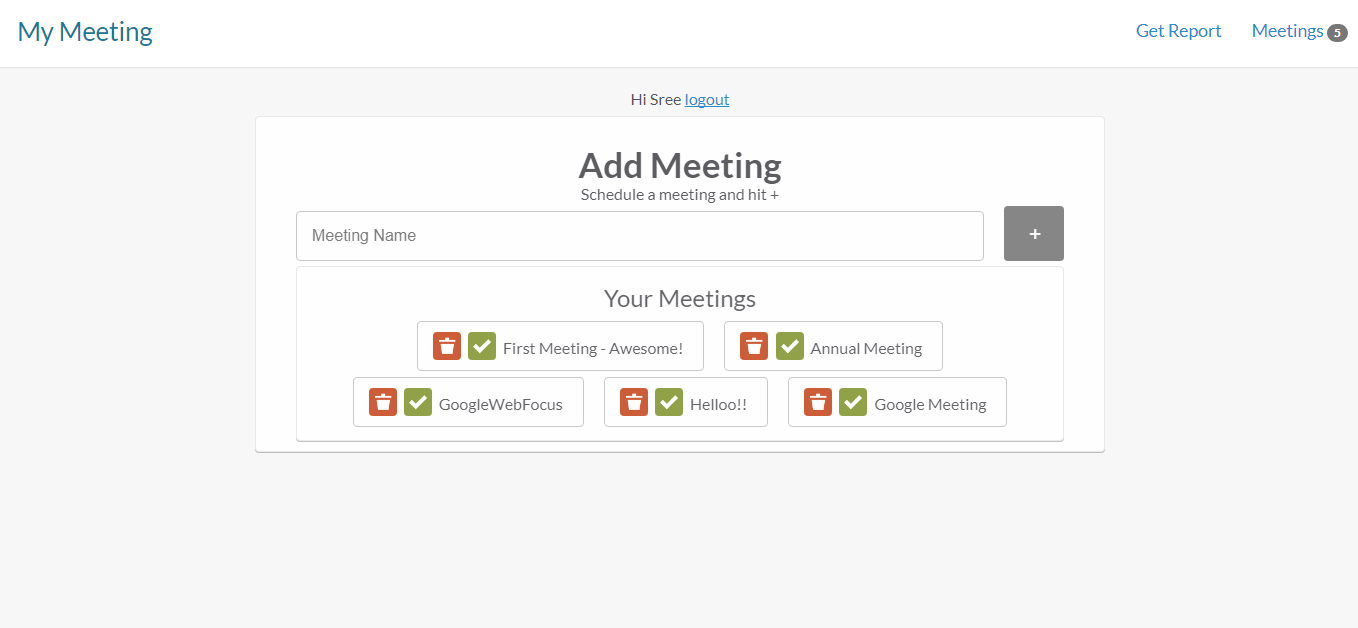 My Meeting
Get Report Meetings 5
Hi Sree logout
Add Meeting
Schedule a meeting and hit +
Meeting Name +
Your Meetings
First Meeting - Awesome! Annual Meeting
GoogleWebFocus Helloo!! Google Meeting